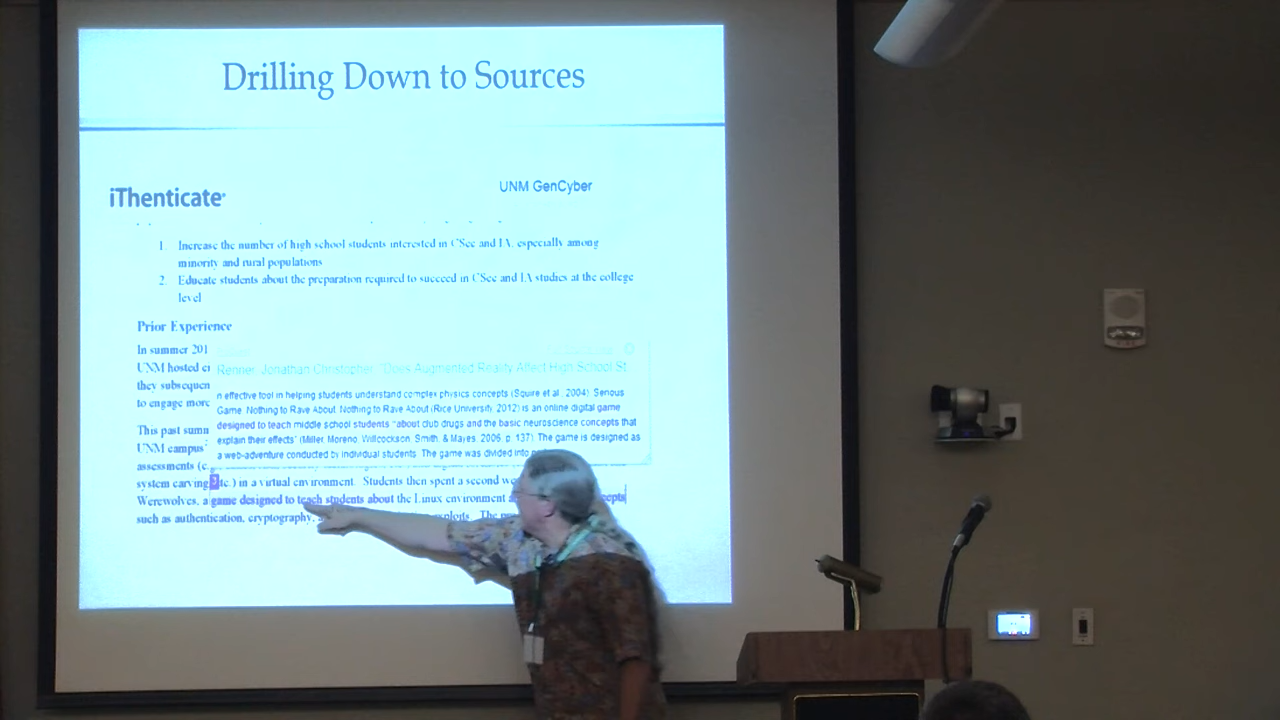 Drilling Down to Sources
iThenticate
UNM GenCyber
1. Increase the number of high school students interested in CSec and IA, especially among
minority and rural populations
2. Educate students about the preparation required to succeed in CSec and IA studies at the college
level
Prior Experience
In summer 201
UNM hosted
they subsequen
to engage more
Renner, Jonathan Christopher. "Does Augmented Reality Affect High School St
n effective tool in helping students understand complex physics concepts (Squire et al., 2004). Serious
Game. Nothing to Rave About. Nothing to Rave About (Rice University, 2012) is an online digital game
designed to teach middle school students "about club drugs and the basic neuroscience concepts that
explain their effects" (Miller, Moreno, Willcockson, Smith, & Mayes, 2006, p. 137). The game is designed as
a web-adventure conducted by individual students. The game was divided into
This past summ
UNM campus
assessments (e.g
system carving, etc.) in a virtual environment. Students then spent a second
Werewolves, a game designed to teach students about the Linux environment cepts
such as authentication, cryptography, exploits. The